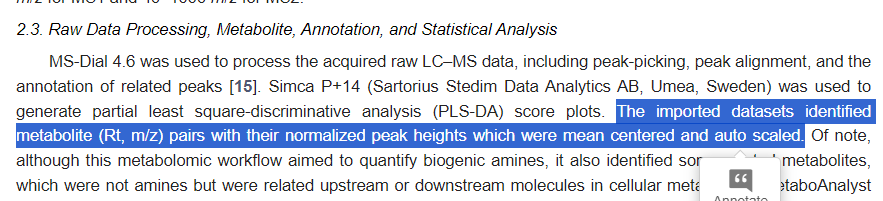 m/z for MS1 and 40–1000 m/z for MS2.
2.3. Raw Data Processing, Metabolite, Annotation, and Statistical Analysis
MS-Dial 4.6 was used to process the acquired raw LC–MS data, including peak-picking, peak alignment, and the
annotation of related peaks [15]. Simca P+14 (Sartorius Stedim Data Analytics AB, Umea, Sweden) was used to
generate partial least square-discriminative analysis (PLS-DA) score plots. The imported datasets identified
metabolite (Rt, m/z) pairs with their normalized peak heights which were mean centered and auto scaled. Of note,
although this metabolomic workflow aimed to quantify biogenic amines, it also identified metabolites,
which were not amines but were related upstream or downstream molecules in cellular
Annotate